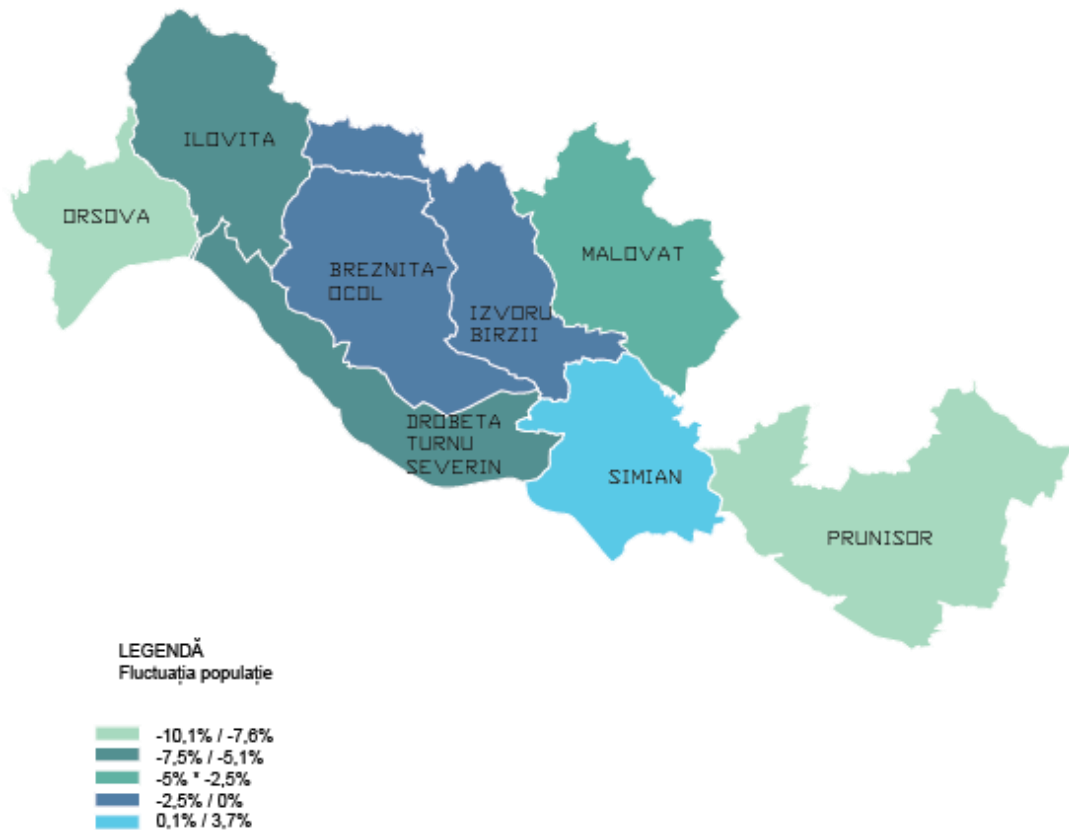 ILOVITA
ORSOVA
MALOVAT
BREZNITA-
OCOL
IZVORU
BIRZII
DROBETA
TURNU
SEVERIN
SIMIAN
PRUNISOR
LEGENDĂ
Fluctuația populație
-10,1% / -7,6%
-7,5% / -5,1%
-5% * -2,5%
-2,5% / 0%
0,1% / 3,7%